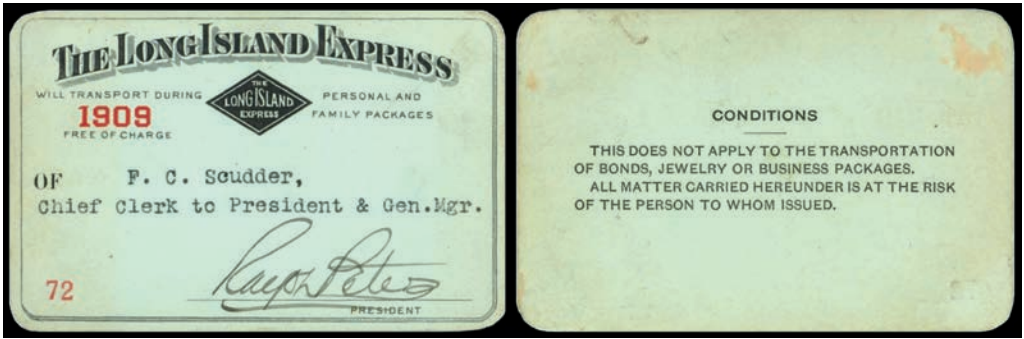 THE LONG ISLAND EXPRESS
WILL TRANSPORT DURING
1909
FREE OF CHARGE
THE
LONG ISLAND
EXPRESS
PERSONAL AND
FAMILY PACKAGES
OF F. C. Scudder,
Chief Clerk to President & Gen.Mgr.
Ralph Peters
72
PRESIDENT
CONDITIONS
THIS DOES NOT APPLY TO THE TRANSPORTATION
OF BONDS, JEWELRY OR BUSINESS PACKAGES.
ALL MATTER CARRIED HEREUNDER IS AT THE RISK
OF THE PERSON TO WHOM ISSUED.